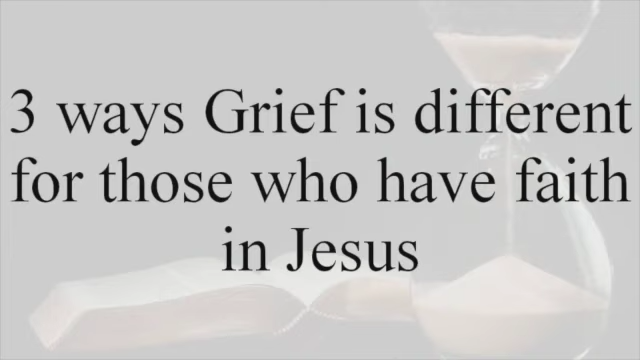 3 ways Grief is different
for those who have faith
in Jesus